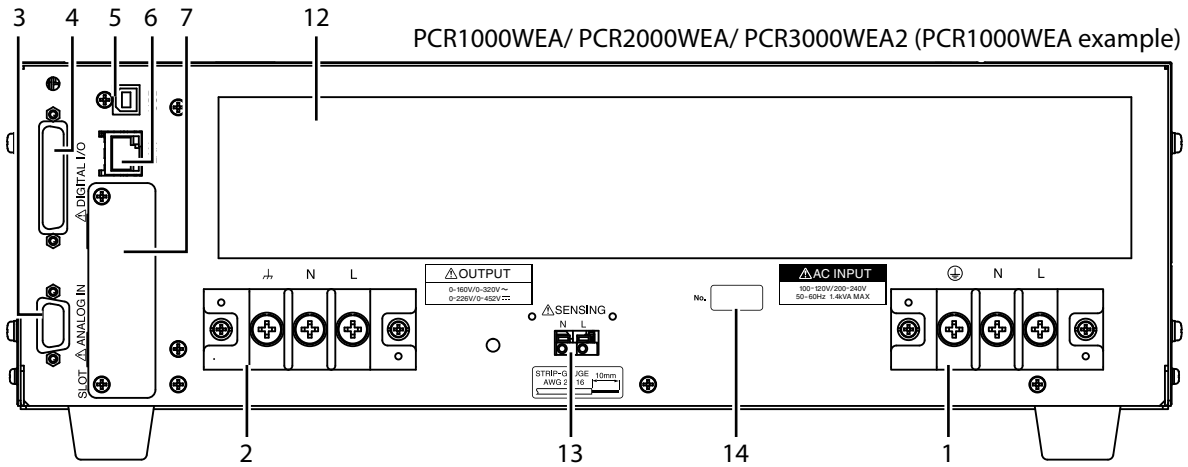 3 4 5 6 7 12
PCR1000WEA/ PCR2000WEA/ PCR3000WEA2 (PCR1000WEA example)
⚠DIGITAL I/O
SLOT ⚠ANALOG IN
N L
⚠OUTPUT
0-160V/0-320V～
0-226V/0-452V⎓
⚠SENSING
N L
STRIP-GAUGE
AWG 16
10mm
No.
⚠AC INPUT
100-120V/200-240V
50-60Hz 1.4kVA MAX
N L
2 13 14 1